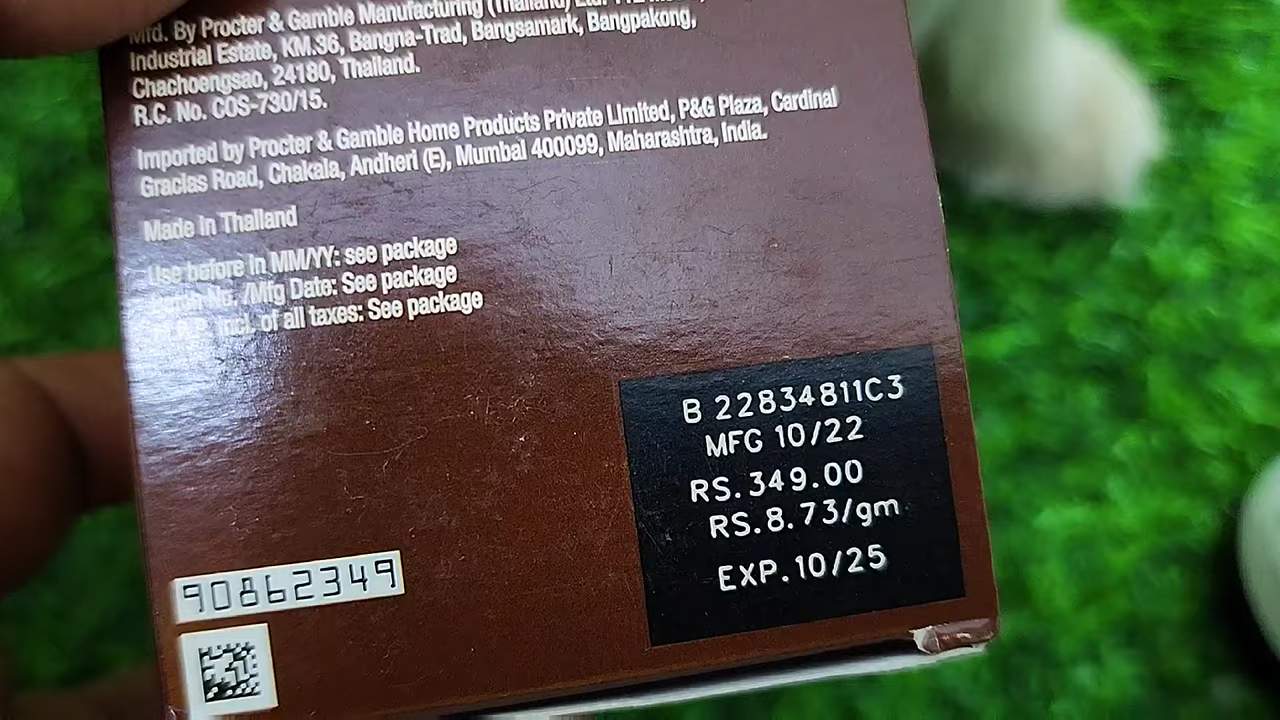 Mfd. By Procter & Gamble Manufacturing (Thailand) Ltd.
Industrial Estate, KM.36, Bangna-Trad, Bangsamark, Bangpakong,
Chachoengsao, 24180, Thailand.
R.C. No. COS-730/15.
Imported by Procter & Gamble Home Products Private Limited, P&G Plaza, Cardinal
Gracias Road, Chakala, Andheri (E), Mumbai 400099, Maharashtra, India.
Made in Thailand
Use before in MM/YY: see package
No. /Mfg Date: See package
incl. of all taxes: See package
B 22834811C3
MFG 10/22
RS.349.00
RS.8.73/gm
EXP.10/25
90862349